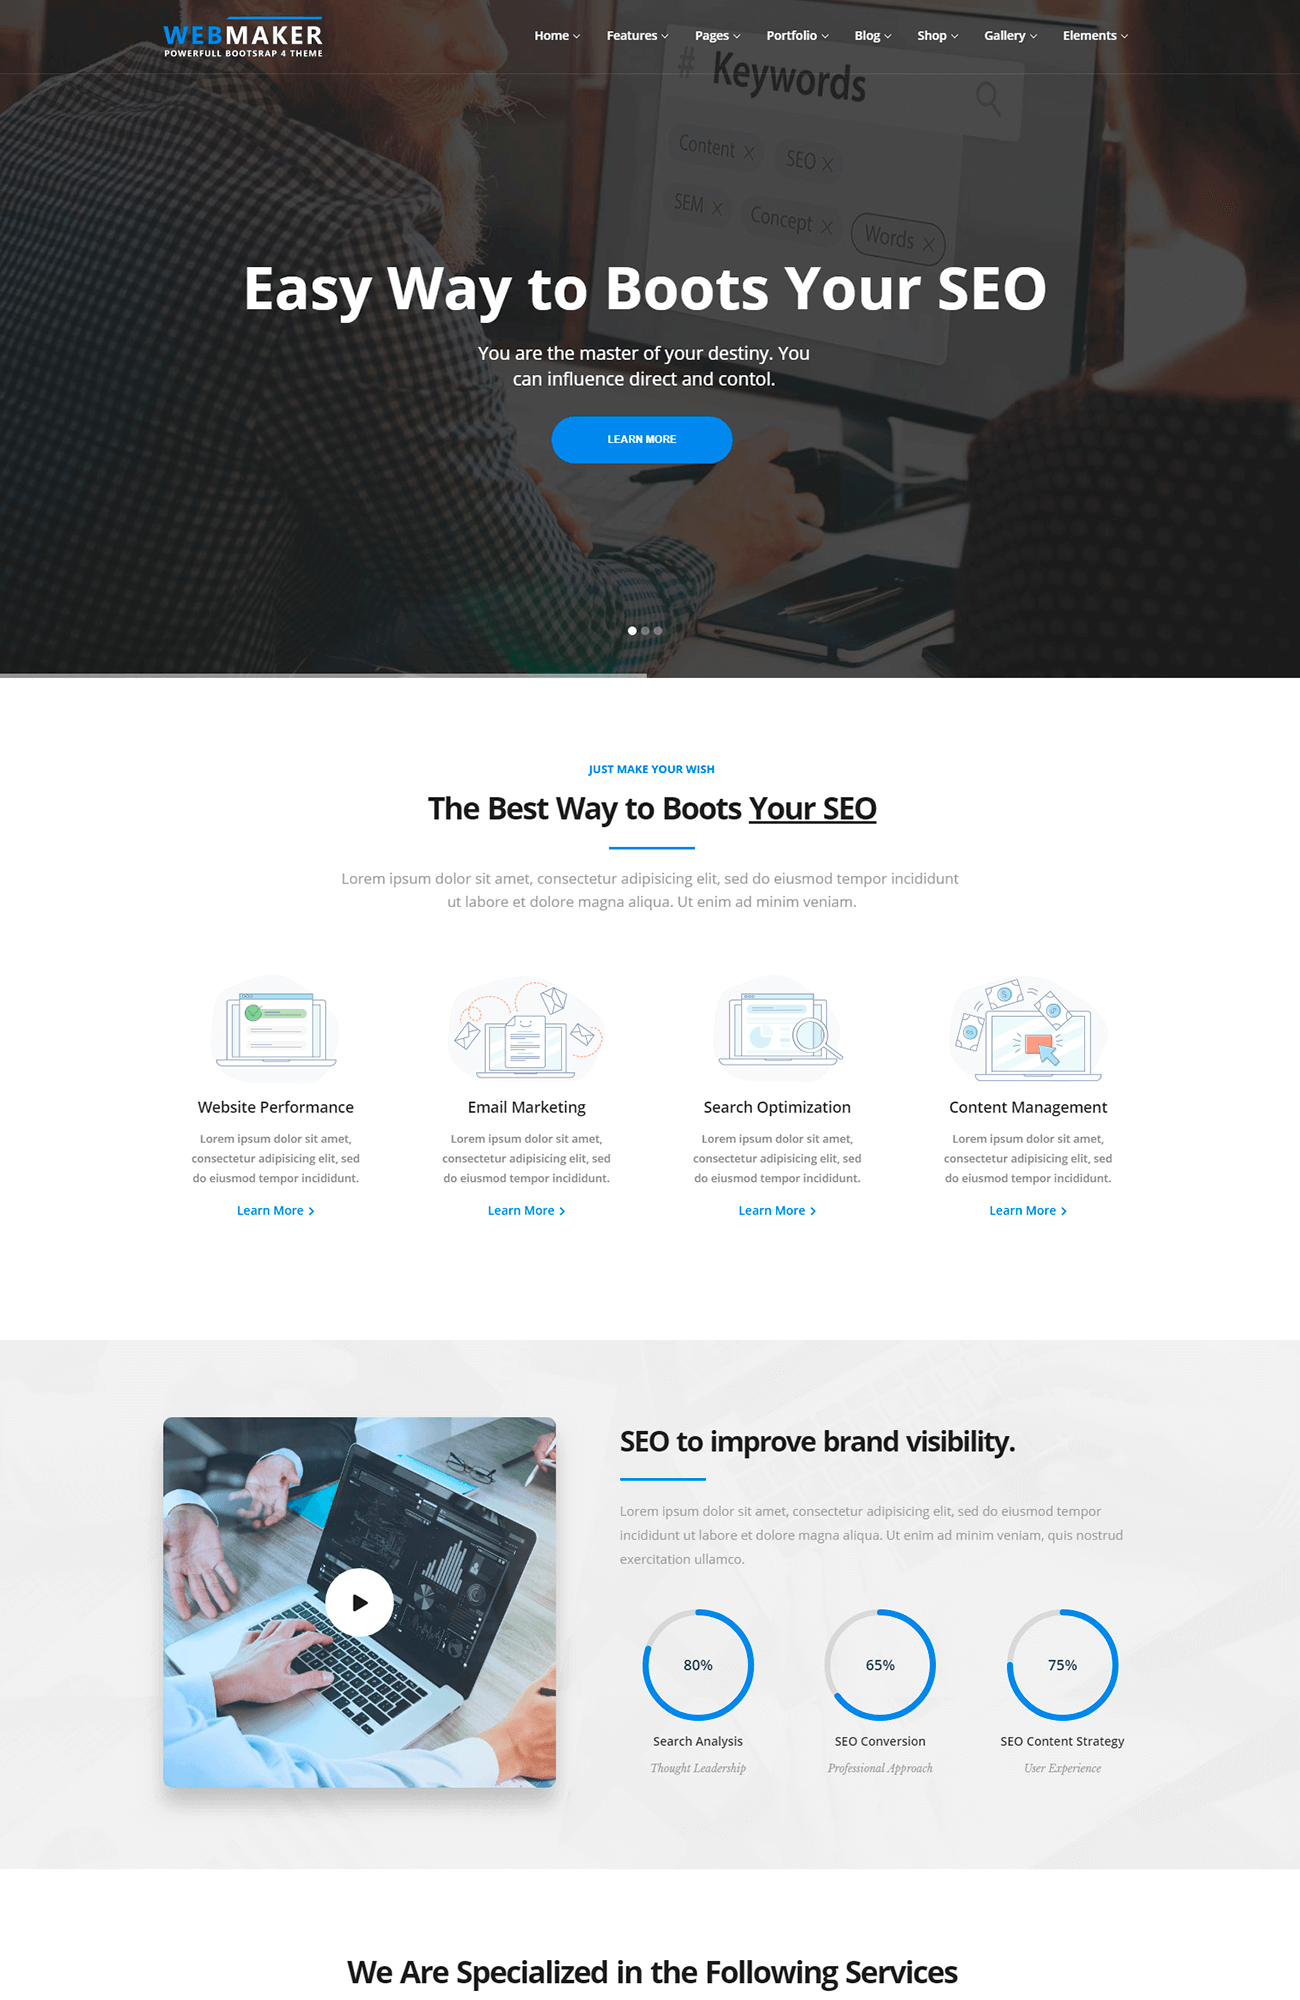 WEBMAKER
POWERFULL BOOTSRAP 4 THEME
Home Features Pages Portfolio Blog Shop Gallery Elements
# Keywords
Content X SEO X
SEM X Concept X Words X
Easy Way to Boots Your SEO
You are the master of your destiny. You
can influence direct and contol.
LEARN MORE
JUST MAKE YOUR WISH
The Best Way to Boots Your SEO
Lorem ipsum dolor sit amet, consectetur adipisicing elit, sed do eiusmod tempor incididunt
ut labore et dolore magna aliqua. Ut enim ad minim veniam.
Website Performance
Lorem ipsum dolor sit amet,
consectetur adipisicing elit, sed
do eiusmod tempor incididunt.
Learn More >
Email Marketing
Lorem ipsum dolor sit amet,
consectetur adipisicing elit, sed
do eiusmod tempor incididunt.
Learn More >
Search Optimization
Lorem ipsum dolor sit amet,
consectetur adipisicing elit, sed
do eiusmod tempor incididunt.
Learn More >
Content Management
Lorem ipsum dolor sit amet,
consectetur adipisicing elit, sed
do eiusmod tempor incididunt.
Learn More >
SEO to improve brand visibility.
Lorem ipsum dolor sit amet, consectetur adipisicing elit, sed do eiusmod tempor
incididunt ut labore et dolore magna aliqua. Ut enim ad minim veniam, quis nostrud
exercitation ullamco.
80%
Search Analysis
Thought Leadership
65%
SEO Conversion
Professional Approach
75%
SEO Content Strategy
User Experience
We Are Specialized in the Following Services